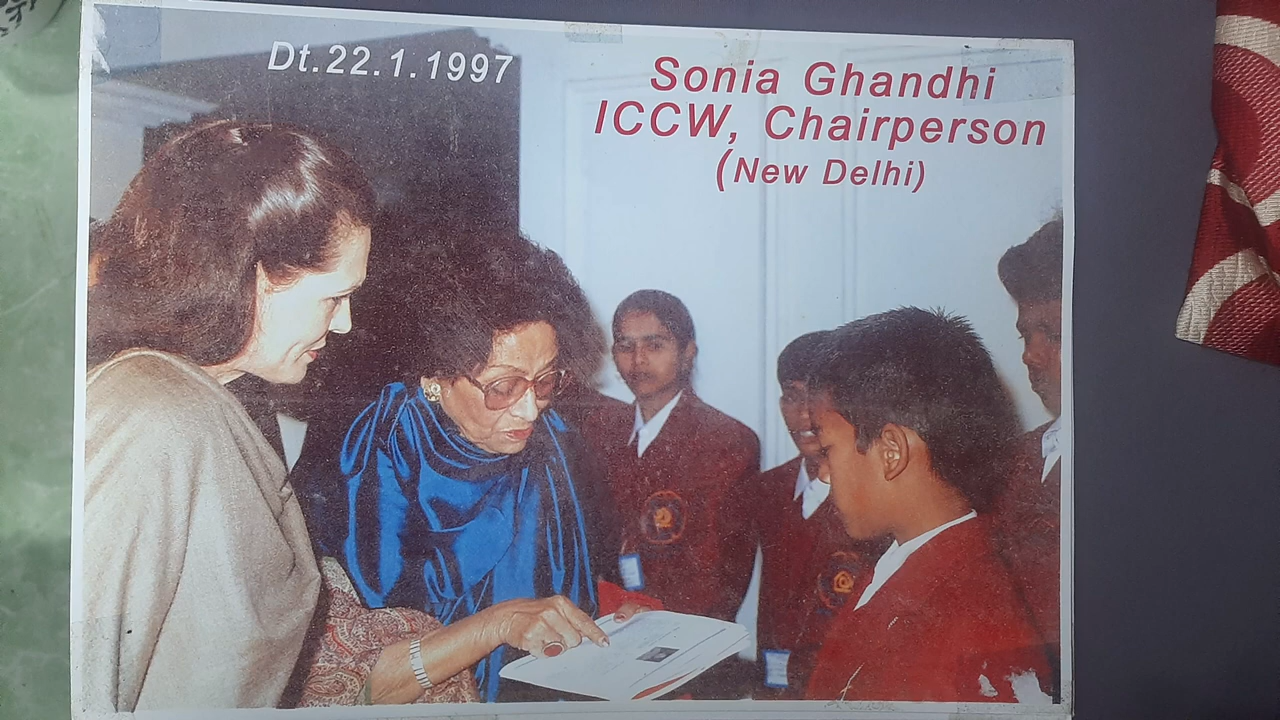 Dt.22.1.1997
Sonia Ghandhi
ICCW, Chairperson
(New Delhi)